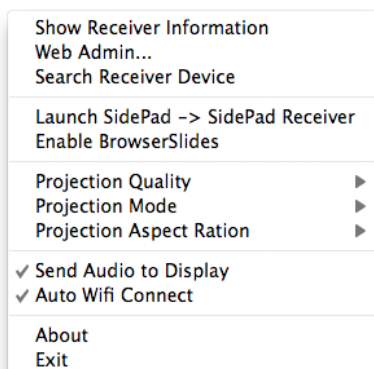 Show Receiver Information
Web Admin...
Search Receiver Device
Launch SidePad -> SidePad Receiver
Enable BrowserSlides
Projection Quality
Projection Mode
Projection Aspect Ration
Send Audio to Display
Auto Wifi Connect
About
Exit